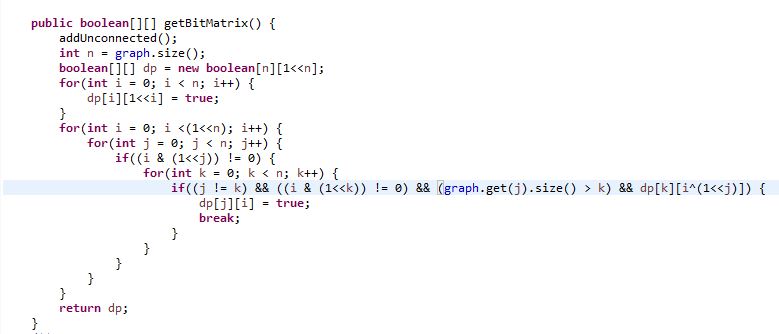 public boolean[][] getBitMatrix() {
addUnconnected();
int n = graph.size();
boolean[][] dp = new boolean[n][1<<n];
for(int i = 0; i < n; i++) {
dp[i][1<<i] = true;
}
for(int i = 0; i <(1<<n); i++) {
for(int j = 0; j < n; j++) {
if((i & (1<<j)) != 0) {
for(int k = 0; k < n; k++) {
if((j != k) && ((i & (1<<k)) != 0) && (graph.get(j).size() > k) && dp[k][i^(1<<j)]) {
dp[j][i] = true;
break;
}
}
}
}
}
return dp;
}